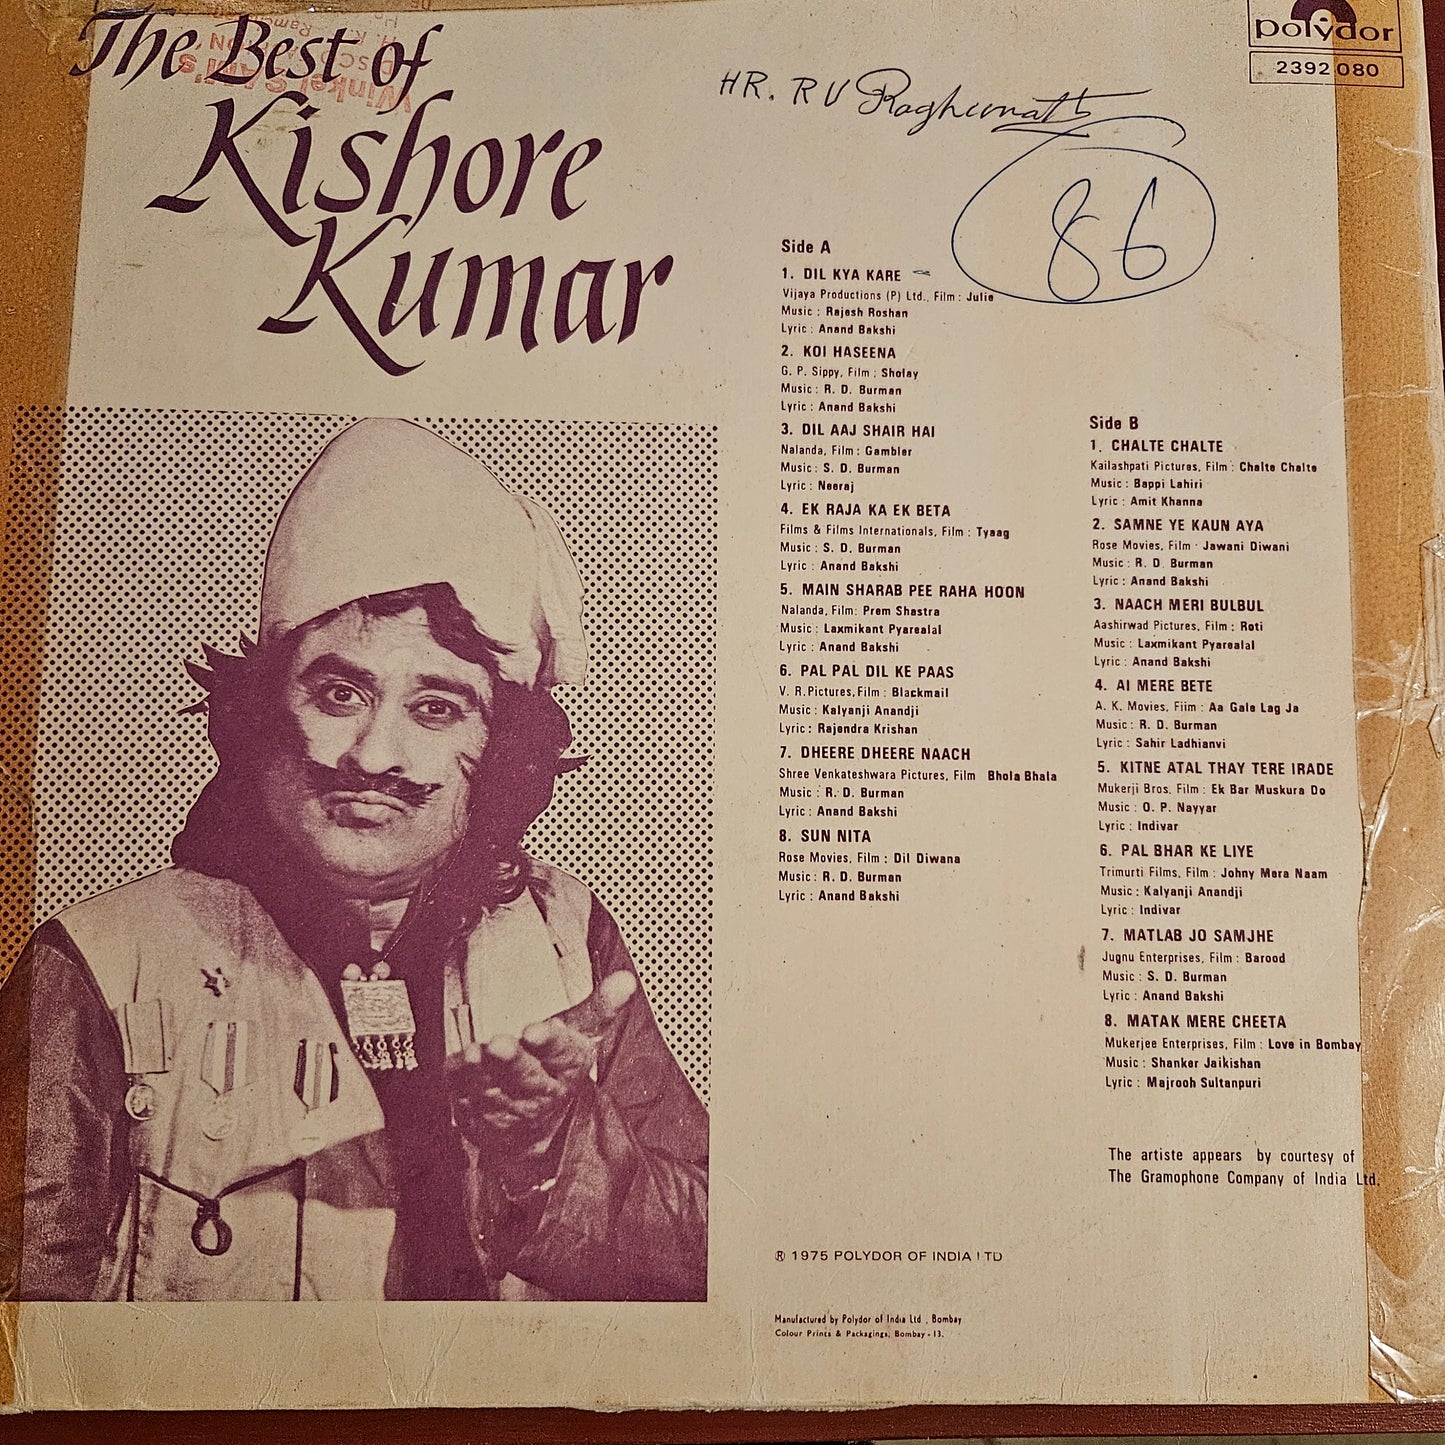 The Best of
Kishore
Kumar
Winkel SAMI's
polydor
2392 080
HR. RV Raghunath
86
Side A
1. DIL KYA KARE
Vijaya Productions (P) Ltd., Film : Julie
Music : Rajesh Roshan
Lyric : Anand Bakshi
2. KOI HASEENA
G. P. Sippy, Film : Sholay
Music : R. D. Burman
Lyric : Anand Bakshi
3. DIL AAJ SHAIR HAI
Nalanda, Film : Gambler
Music : S. D. Burman
Lyric : Neeraj
4. EK RAJA KA EK BETA
Films & Films Internationals, Film : Tyaag
Music : S. D. Burman
Lyric : Anand Bakshi
5. MAIN SHARAB PEE RAHA HOON
Nalanda, Film: Prem Shastra
Music : Laxmikant Pyarealal
Lyric : Anand Bakshi
6. PAL PAL DIL KE PAAS
V. R. Pictures, Film : Blackmail
Music : Kalyanji Anandji
Lyric : Rajendra Krishan
7. DHEERE DHEERE NAACH
Shree Venkateshwara Pictures, Film Bhola Bhala
Music : R. D. Burman
Lyric : Anand Bakshi
8. SUN NITA
Rose Movies, Film : Dil Diwana
Music : R. D. Burman
Lyric : Anand Bakshi
Side B
1. CHALTE CHALTE
Kailashpati Pictures, Film : Chalte Chalte
Music : Bappi Lahiri
Lyric : Amit Khanna
2. SAMNE YE KAUN AYA
Rose Movies, Film : Jawani Diwani
Music : R. D. Burman
Lyric : Anand Bakshi
3. NAACH MERI BULBUL
Aashirwad Pictures, Film : Roti
Music : Laxmikant Pyarealal
Lyric : Anand Bakshi
4. AI MERE BETE
A. K. Movies, Film : Aa Gale Lag Ja
Music : R. D. Burman
Lyric : Sahir Ladhianvi
5. KITNE ATAL THAY TERE IRADE
Mukerji Bros. Film : Ek Bar Muskura Do
Music : O. P. Nayyar
Lyric : Indivar
6. PAL BHAR KE LIYE
Trimurti Films, Film : Johny Mera Naam
Music : Kalyanji Anandji
Lyric : Indivar
7. MATLAB JO SAMJHE
Jugnu Enterprises, Film : Barood
Music : S. D. Burman
Lyric : Anand Bakshi
8. MATAK MERE CHEETA
Mukerjee Enterprises, Film : Love in Bombay
Music : Shanker Jaikishan
Lyric : Majrooh Sultanpuri
The artiste appears by courtesy of
The Gramophone Company of India Ltd.
Ⓡ 1975 POLYDOR OF INDIA LTD
Manufactured by Polydor of India Ltd., Bombay
Colour Prints & Packagings, Bombay - 13.